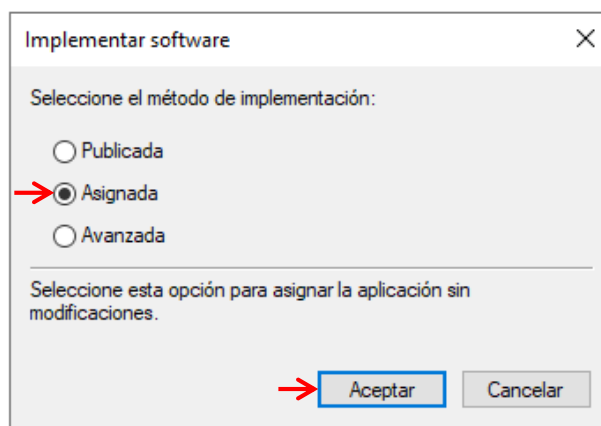 Implementar software
Seleccione el método de implementación:
Publicada
Asignada
Avanzada
Seleccione esta opción para asignar la aplicación sin
modificaciones.
Aceptar
Cancelar